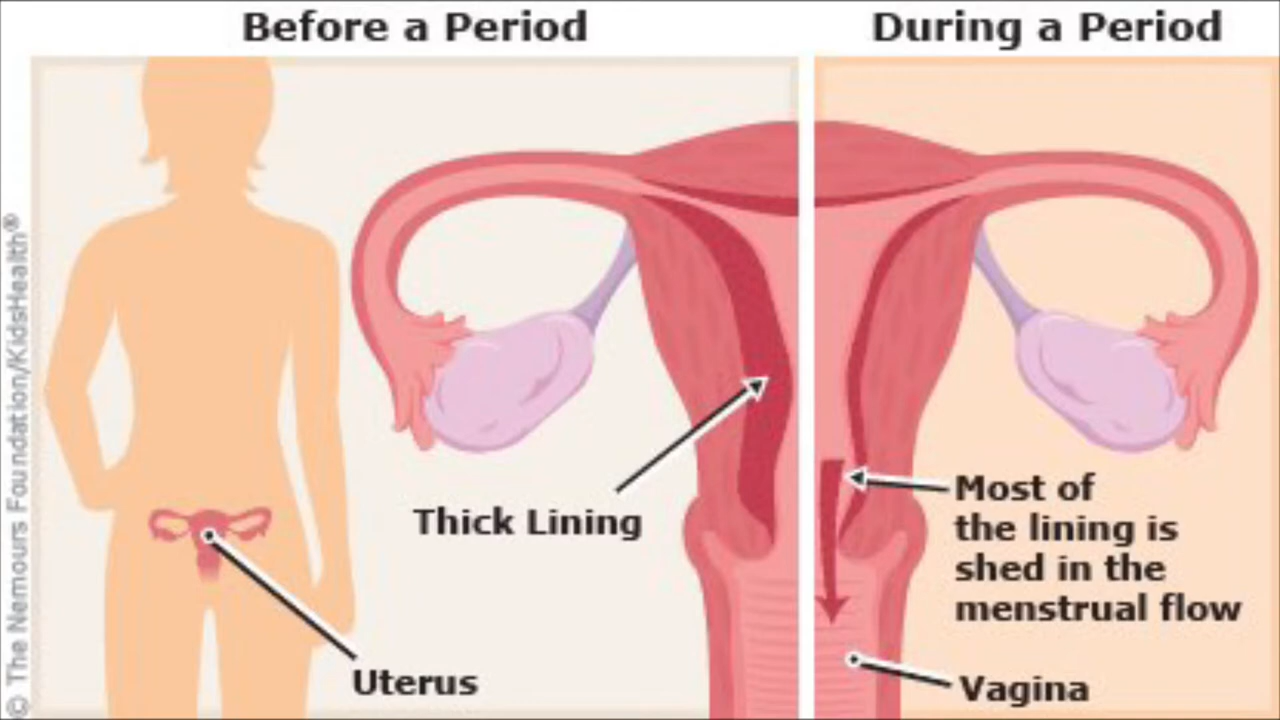 Before a Period
During a Period
Thick Lining
Uterus
Most of
the lining is
shed in the
menstrual flow
Vagina
© The Nemours Foundation/KidsHealth®